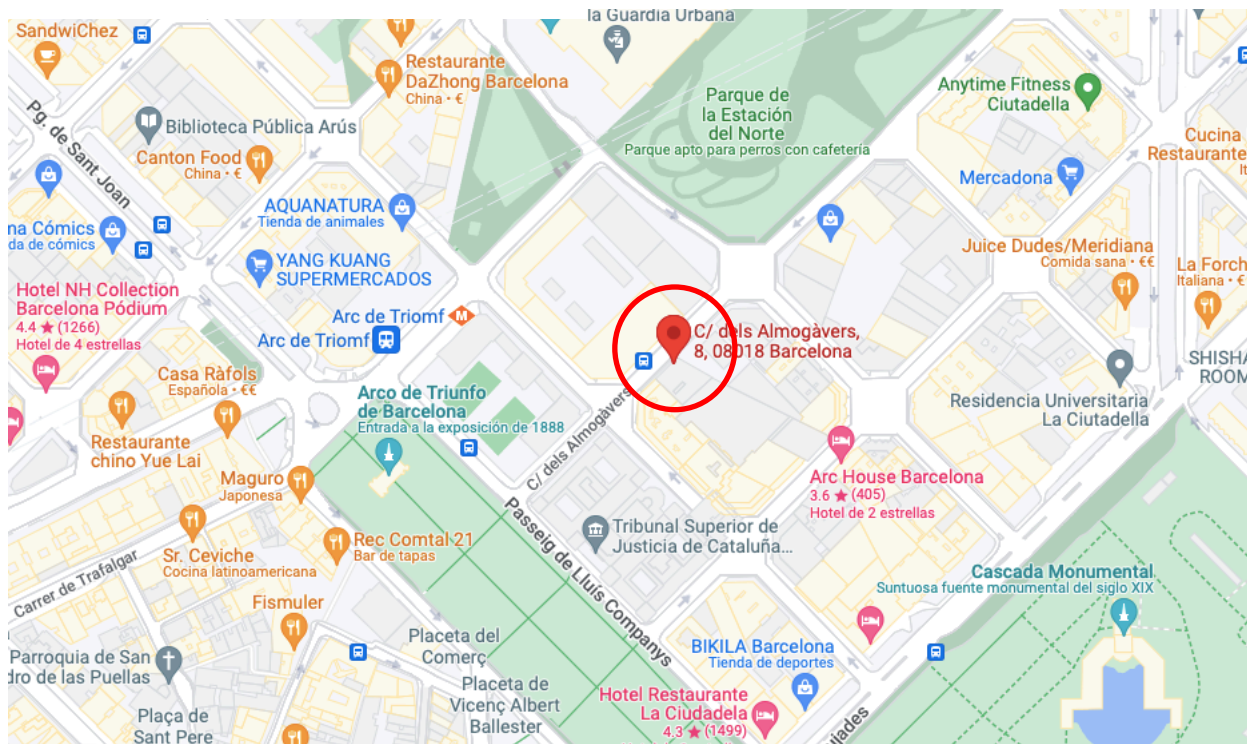 SandwiChez
la Guardia Urbana
Restaurante
DaZhong Barcelona
China · €
Parque de
la Estación
del Norte
Parque apto para perros con cafetería
Anytime Fitness
Ciutadella
Pg. de Sant Joan
Biblioteca Pública Arús
Canton Food
China · €
Cucina
Restaurante
It
Mercadona
AQUANATURA
Tienda de animales
na Cómics
da de cómics
YANG KUANG
SUPERMERCADOS
Juice Dudes/Meridiana
Comida sana · €€
La Forch
Italiana · €
Hotel NH Collection
Barcelona Pódium
4.4 ★ (1266)
Hotel de 4 estrellas
Arc de Triomf
M
Arc de Triomf
C/ dels Almogàvers,
8, 08018 Barcelona
SHISHA
ROOM
Casa Ràfols
Española · €€
Arco de Triunfo
de Barcelona
Entrada a la exposición de 1888
Residencia Universitaria
La Ciutadella
Restaurante
chino Yue Lai
C/ dels Almogàvers
Maguro
Japonesa
Arc House Barcelona
3.6 ★ (405)
Hotel de 2 estrellas
Passeig de Lluís Companys
Tribunal Superior de
Justicia de Cataluña...
Rec Comtal 21
Bar de tapas
Sr. Ceviche
Cocina latinoamericana
Carrer de Trafalgar
Cascada Monumental
Suntuosa fuente monumental del siglo XIX
Fismuler
Placeta del
Comerç
BIKILA Barcelona
Tienda de deportes
Parroquia de San
dro de las Puellas
Placeta de
Vicenç Albert
Ballester
Hotel Restaurante
La Ciudadela
4.3 ★ (1499)
Plaça de
Sant Pere
ujades